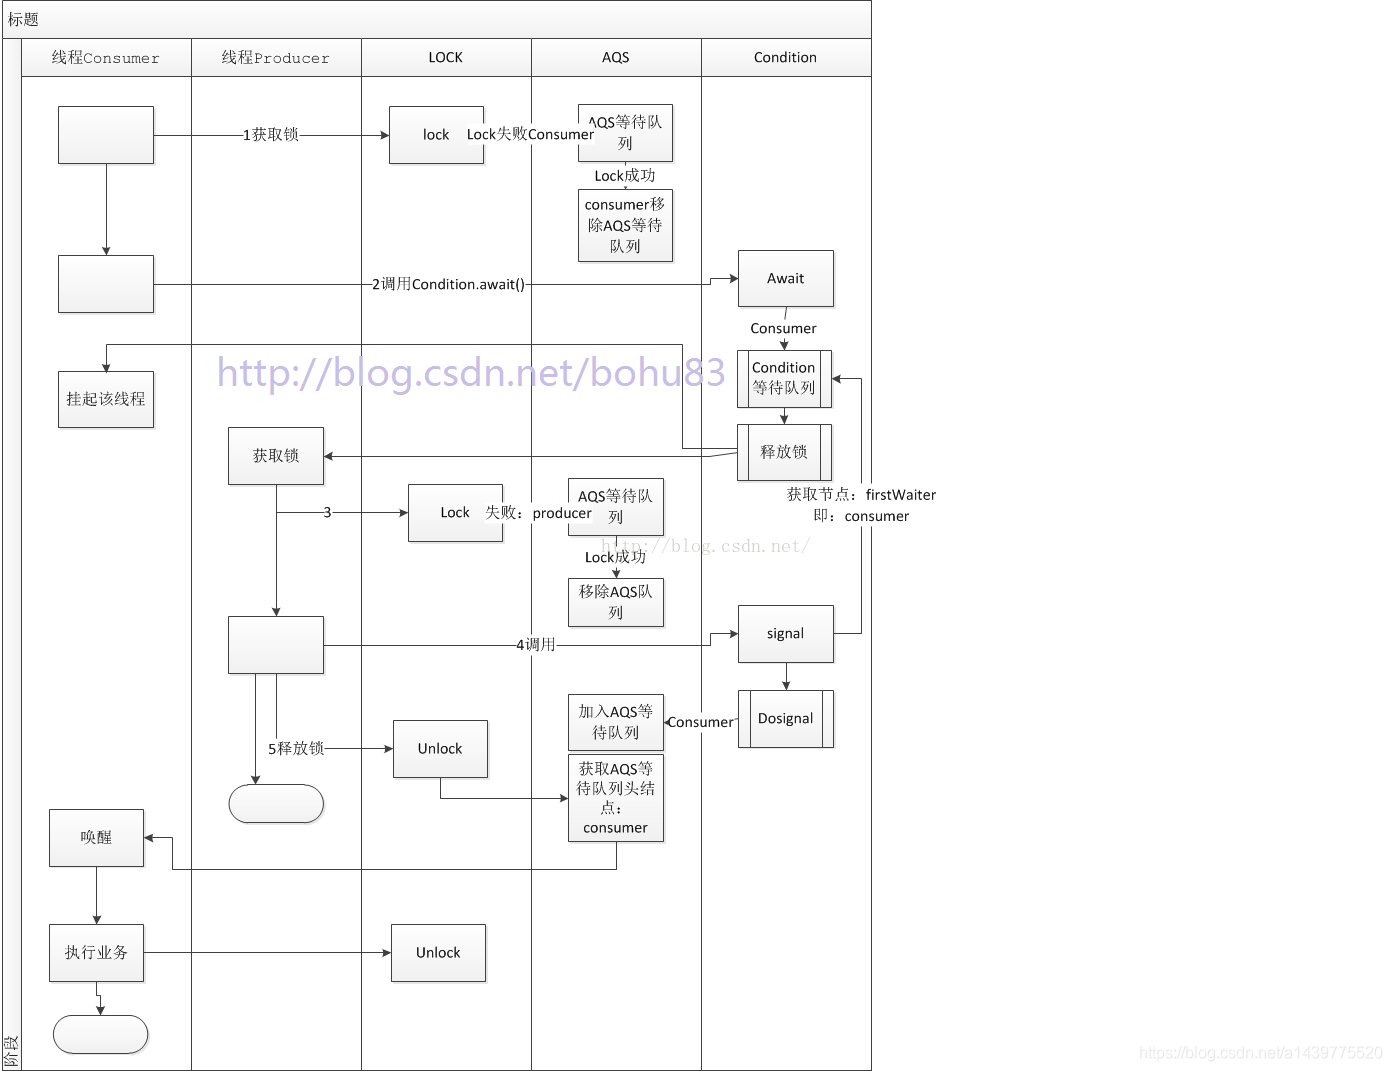 标题
线程Consumer
线程Producer
LOCK
AQS
Condition
1获取锁
lock
Lock失败Consumer
AQS等待队
列
Lock成功
consumer移
除AQS等待
队列
2调用Condition.await()
Await
Consumer
Condition
等待队列
http://blog.csdn.net/bohu83
挂起该线程
释放锁
获取锁
获取节点：firstWaiter
即：consumer
3
Lock
失败：producer
AQS等待队
列
http://blog.csdn.net/
Lock成功
移除AQS队
列
4调用
signal
加入AQS等
待队列
Consumer
Dosignal
5释放锁
Unlock
获取AQS等
待队列头结
点：
consumer
唤醒
执行业务
Unlock
阶段
https://blog.csdn.net/a1439775520